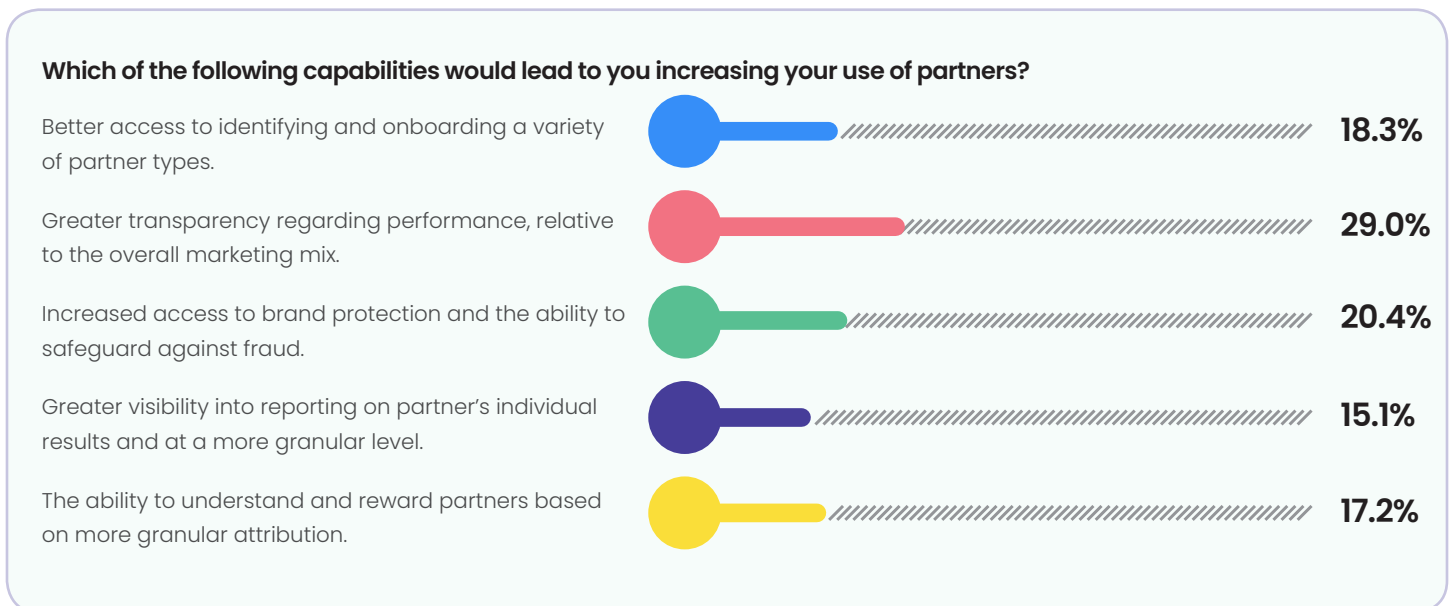 Which of the following capabilities would lead to you increasing your use of partners?
Better access to identifying and onboarding a variety
of partner types.
18.3%
Greater transparency regarding performance, relative
to the overall marketing mix.
29.0%
Increased access to brand protection and the ability to
safeguard against fraud.
20.4%
Greater visibility into reporting on partner’s individual
results and at a more granular level.
15.1%
The ability to understand and reward partners based
on more granular attribution.
17.2%